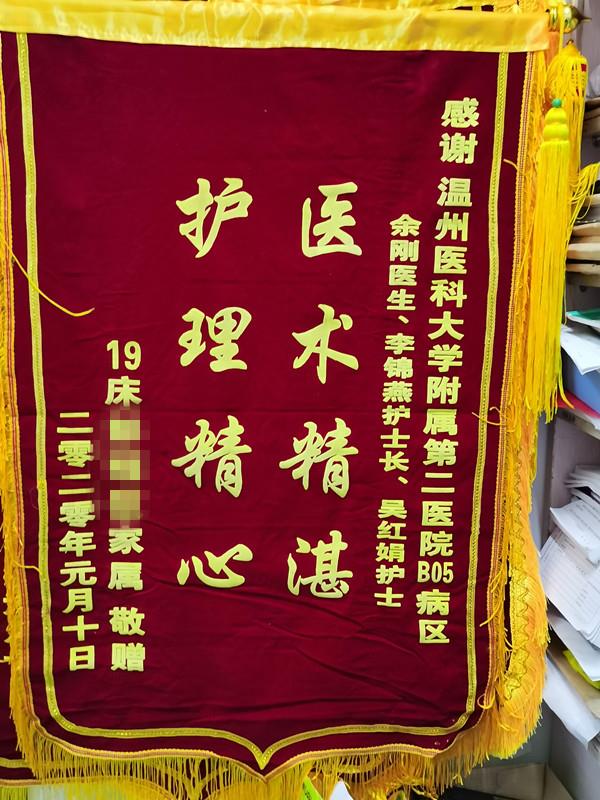 感谢 温州医科大学附属第二医院B05病区
余刚医生、李锦燕护士长、吴红娟护士
医术精湛
护理精心
19床 家属 敬赠
二零二零年元月十日